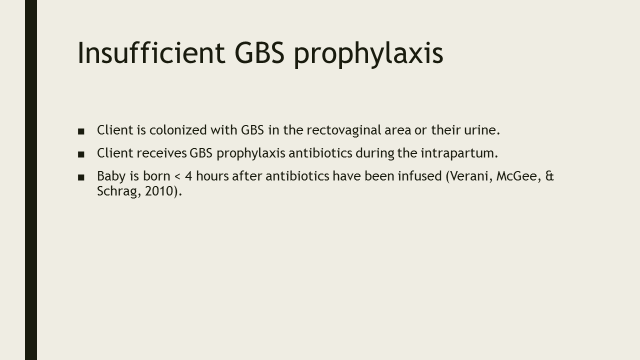 Insufficient GBS prophylaxis
■ Client is colonized with GBS in the rectovaginal area or their urine.
■ Client receives GBS prophylaxis antibiotics during the intrapartum.
■ Baby is born < 4 hours after antibiotics have been infused (Verani, McGee, &
Schrag, 2010).